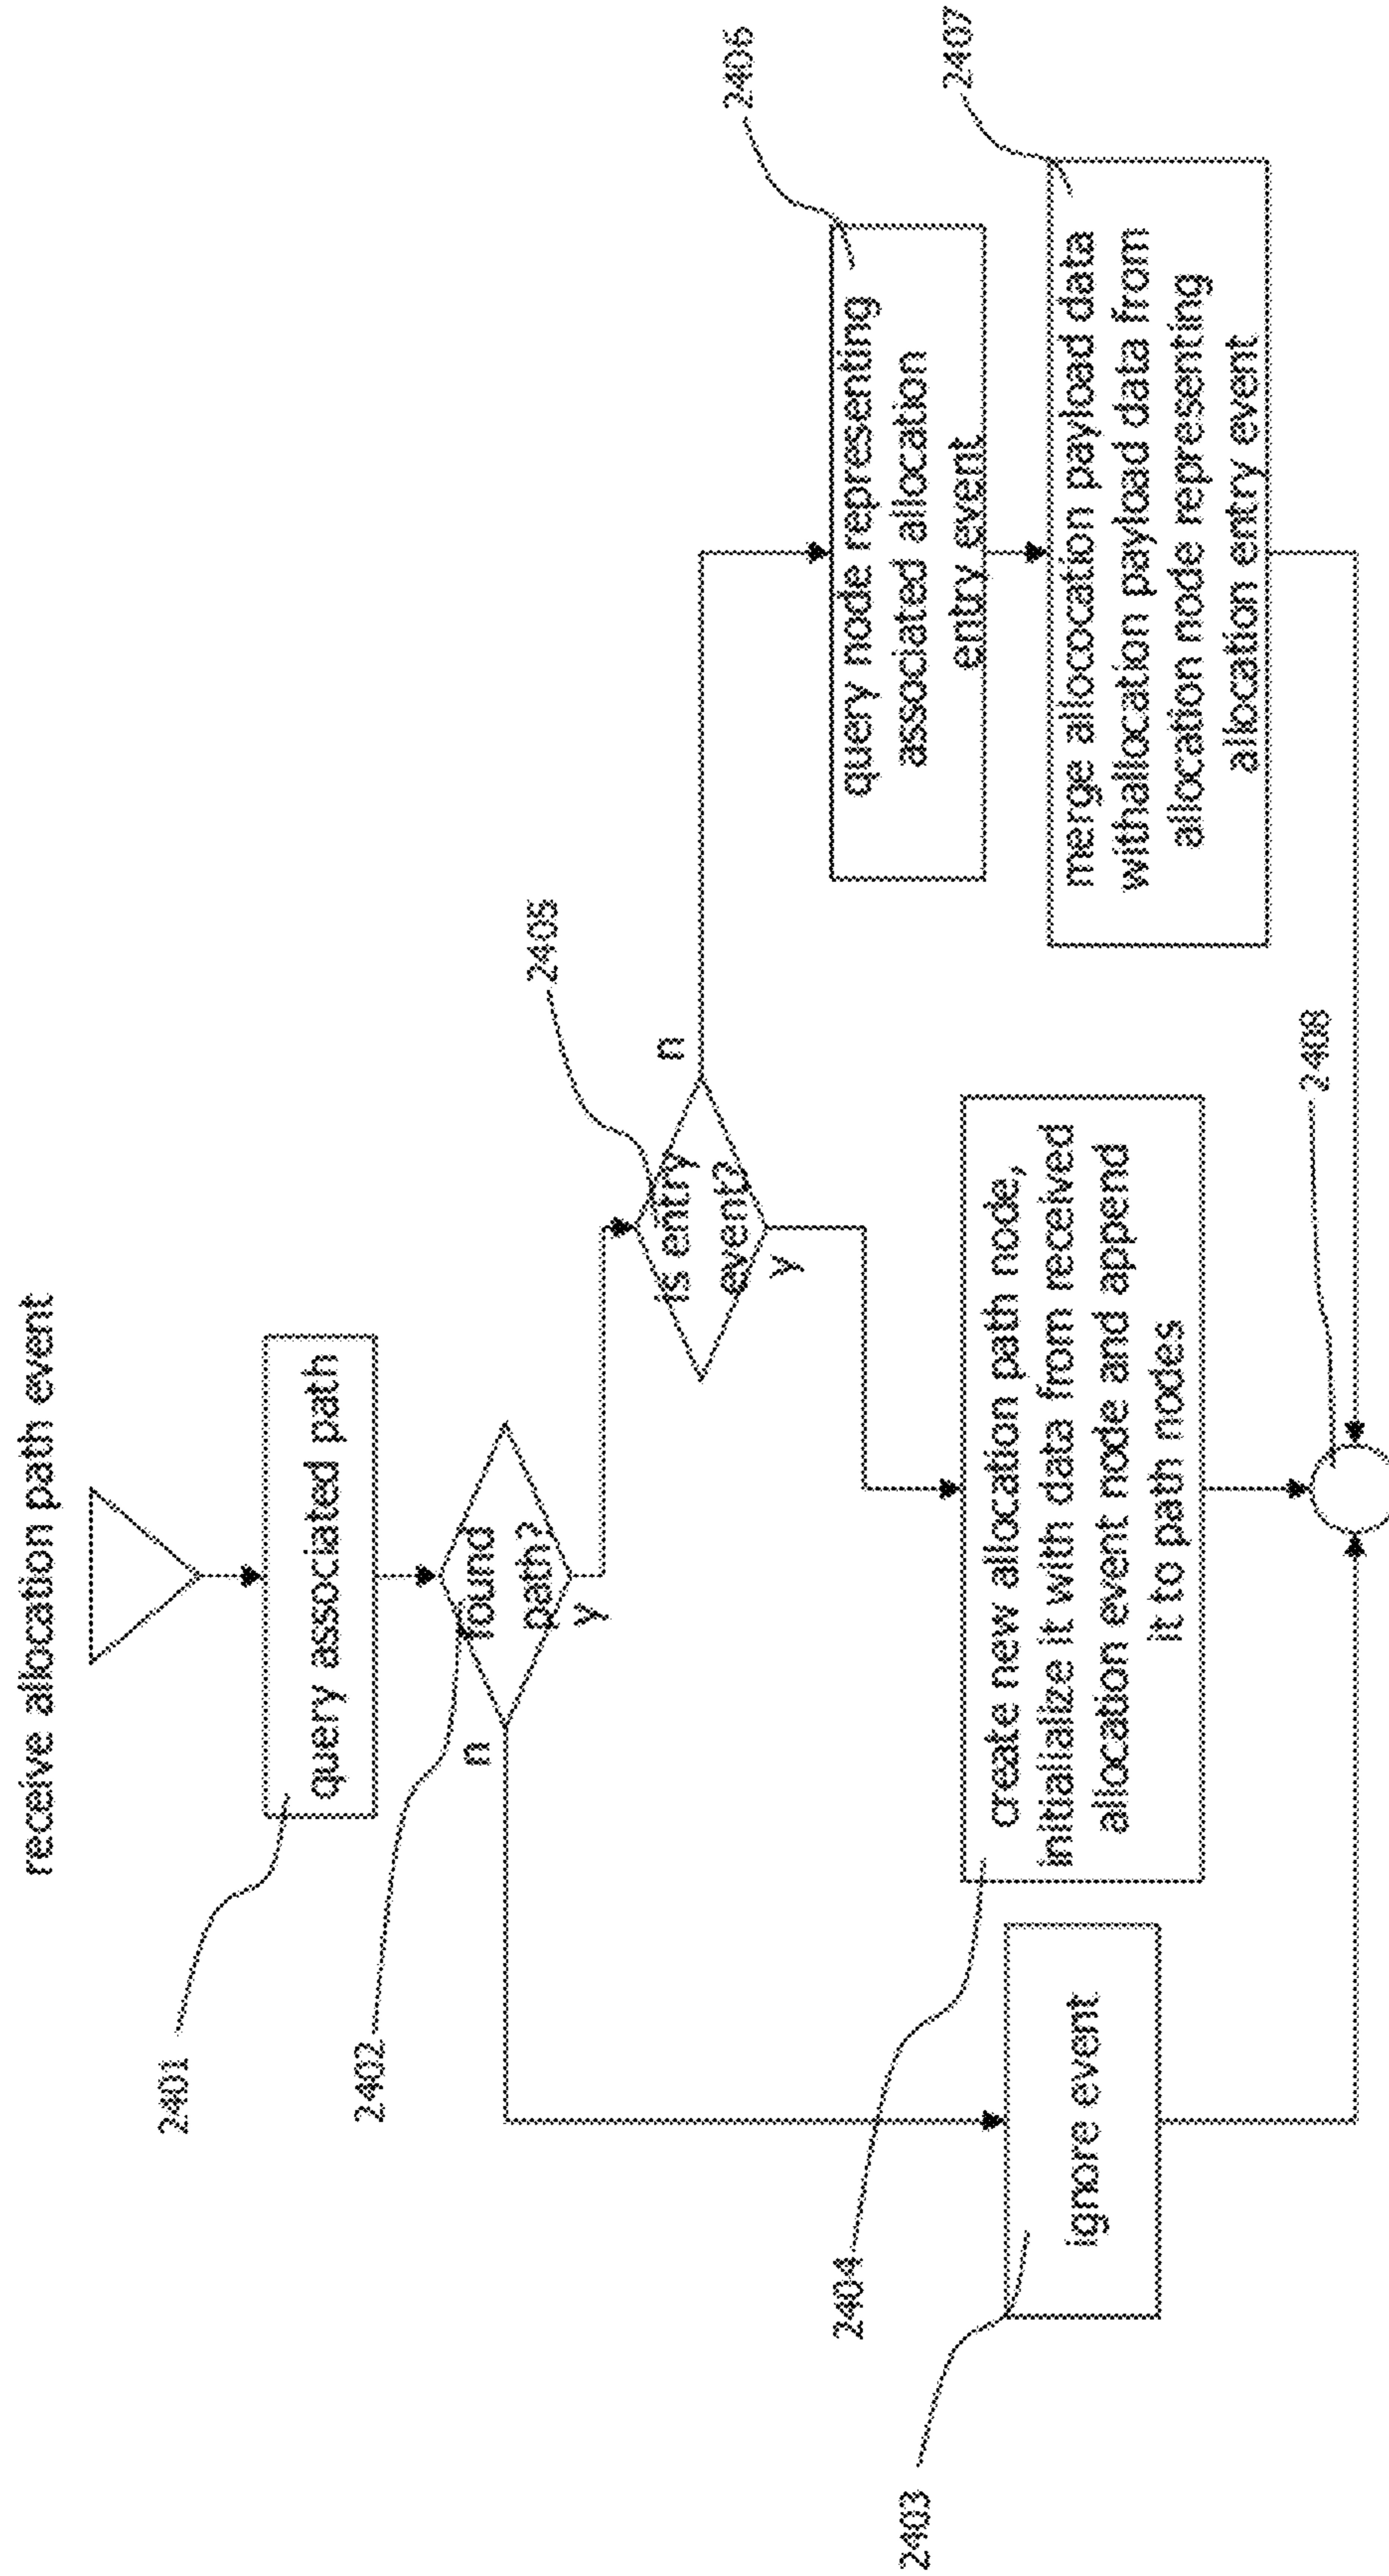 receive allocation path event
2401
query associated path
2402
found
path?
n
y
2405
is entry
event?
n
y
2403
ignore event
2404
create new allocation path node,
initialialize it with data from received
allocation event node and append
it to path nodes
2406
query node representing
associated allocation
entry event
2407
merge allococation payload data
withallocation payload data from
allocation node representing
allocation entry event
2408